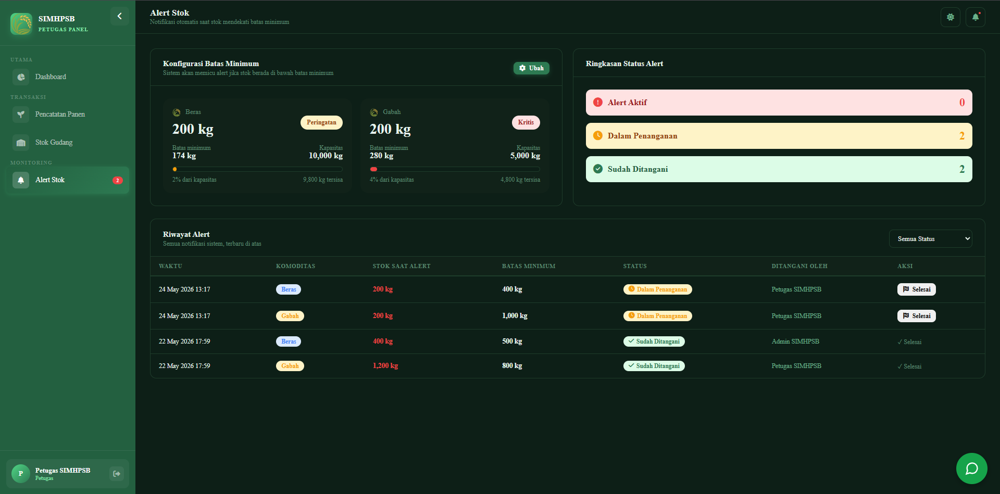 SIMHPSB
PETUGAS PANEL
UTAMA
Dashboard
TRANSAKSI
Pencatatan Panen
Stok Gudang
MONITORING
Alert Stok 2
P
Petugas SIMHPSB
Petugas
Alert Stok
Notifikasi otomatis saat stok mendekati batas minimum
Konfigurasi Batas Minimum
Sistem akan memicu alert jika stok berada di bawah batas minimum
Ubah
Beras
200 kg
Peringatan
Batas minimum Kapasitas
174 kg 10,000 kg
2% dari kapasitas 9,800 kg tersisa
Gabah
200 kg
Kritis
Batas minimum Kapasitas
280 kg 5,000 kg
4% dari kapasitas 4,800 kg tersisa
Ringkasan Status Alert
Alert Aktif 0
Dalam Penanganan 2
Sudah Ditangani 2
Riwayat Alert
Semua notifikasi sistem, terbaru di atas
Semua Status
WAKTU KOMODITAS STOK SAAT ALERT BATAS MINIMUM STATUS DITANGANI OLEH AKSI
24 May 2026 13:17 Beras 200 kg 400 kg Dalam Penanganan Petugas SIMHPSB Selesai
24 May 2026 13:17 Gabah 200 kg 1,000 kg Dalam Penanganan Petugas SIMHPSB Selesai
22 May 2026 17:59 Beras 400 kg 500 kg Sudah Ditangani Admin SIMHPSB ✓ Selesai
22 May 2026 17:59 Gabah 1,200 kg 800 kg Sudah Ditangani Petugas SIMHPSB ✓ Selesai